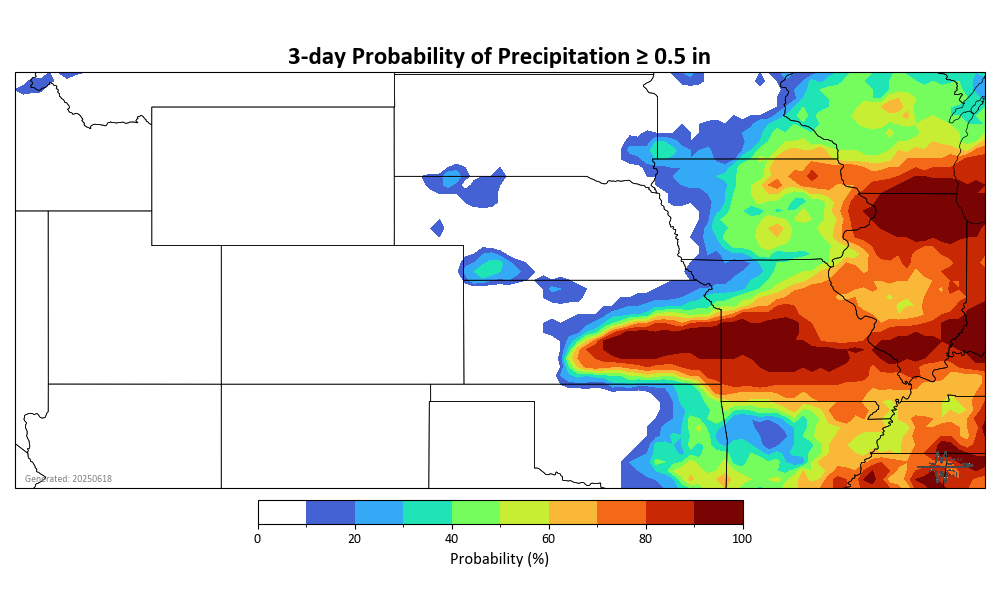 3-day Probability of Precipitation ≥ 0.5 in
Generated: 20250618
0 20 40 60 80 100
Probability (%)